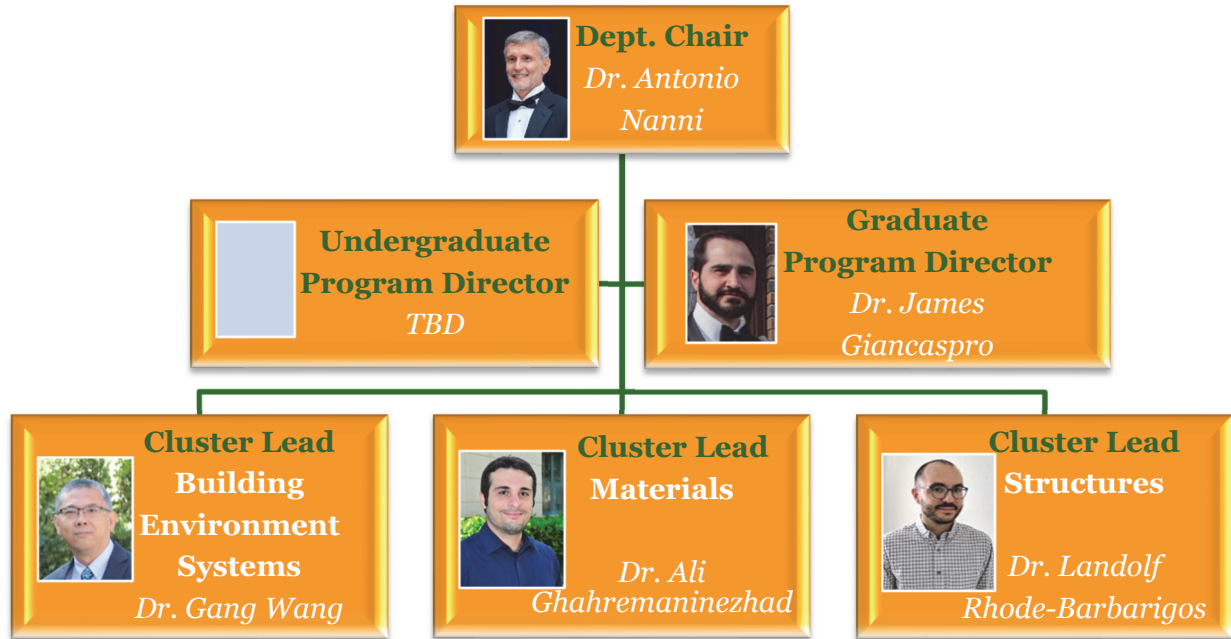 Dept. Chair
Dr. Antonio
Nanni
Undergraduate
Program Director
TBD
Graduate
Program Director
Dr. James
Giancaspro
Cluster Lead
Building
Environment
Systems
Dr. Gang Wang
Cluster Lead
Materials
Dr. Ali
Ghahremaninezhad
Cluster Lead
Structures
Dr. Landolf
Rhode-Barbarigos